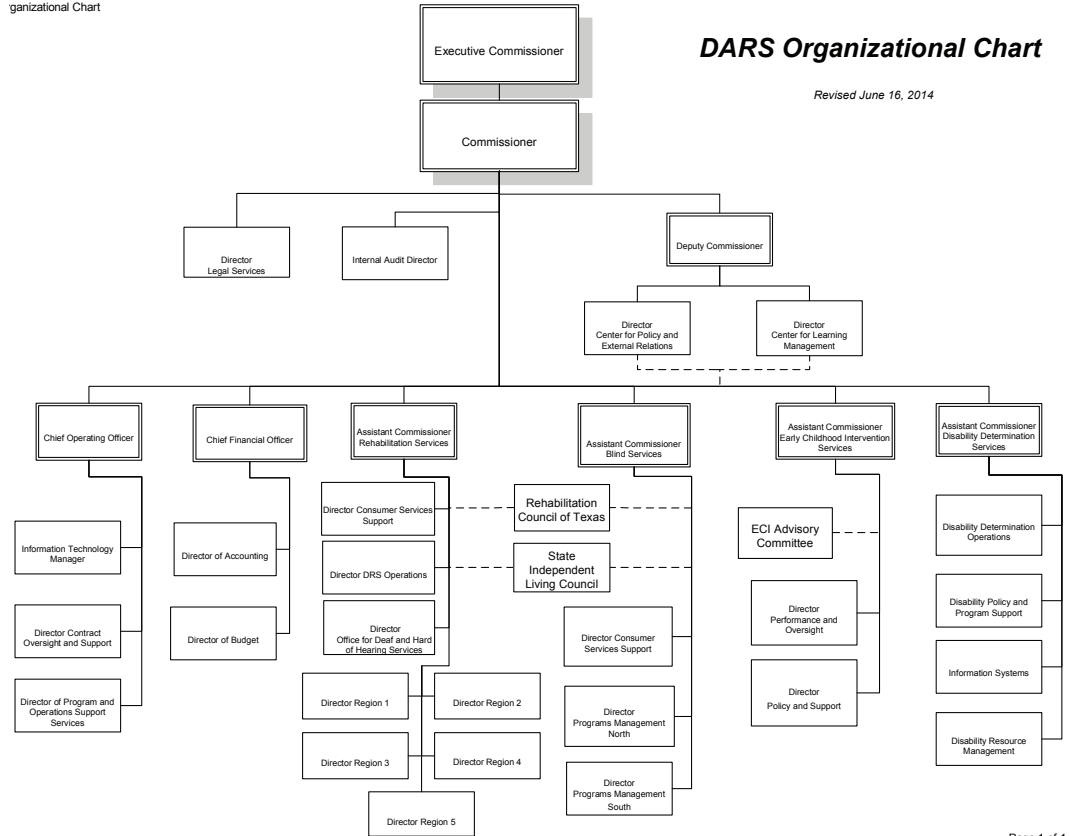 rganizational Chart
DARS Organizational Chart
Revised June 16, 2014
Executive Commissioner
Commissioner
Director
Legal Services
Internal Audit Director
Deputy Commissioner
Director
Center for Policy and
External Relations
Director
Center for Learning
Management
Chief Operating Officer
Chief Financial Officer
Assistant Commissioner
Rehabilitation Services
Assistant Commissioner
Blind Services
Assistant Commissioner
Early Childhood Intervention
Services
Assistant Commissioner
Disability Determination
Services
Information Technology
Manager
Director Contract
Oversight and Support
Director of Program and
Operations Support
Services
Director of Accounting
Director of Budget
Director Consumer Services
Support
Director DRS Operations
Director
Office for Deaf and Hard
of Hearing Services
Director Region 1
Director Region 2
Director Region 3
Director Region 4
Director Region 5
Rehabilitation
Council of Texas
State
Independent
Living Council
Director Consumer
Services Support
Director
Programs Management
North
Director
Programs Management
South
ECI Advisory
Committee
Director
Performance and
Oversight
Director
Policy and Support
Disability Determination
Operations
Disability Policy and
Program Support
Information Systems
Disability Resource
Management
Page 1 of 1